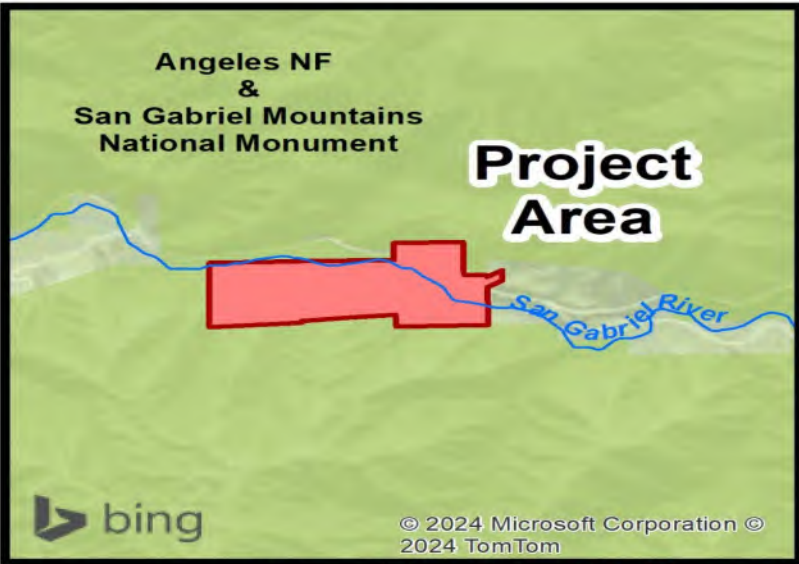 Angeles NF
&
San Gabriel Mountains
National Monument
Project
Area
San Gabriel River
bing
© 2024 Microsoft Corporation ©
2024 TomTom